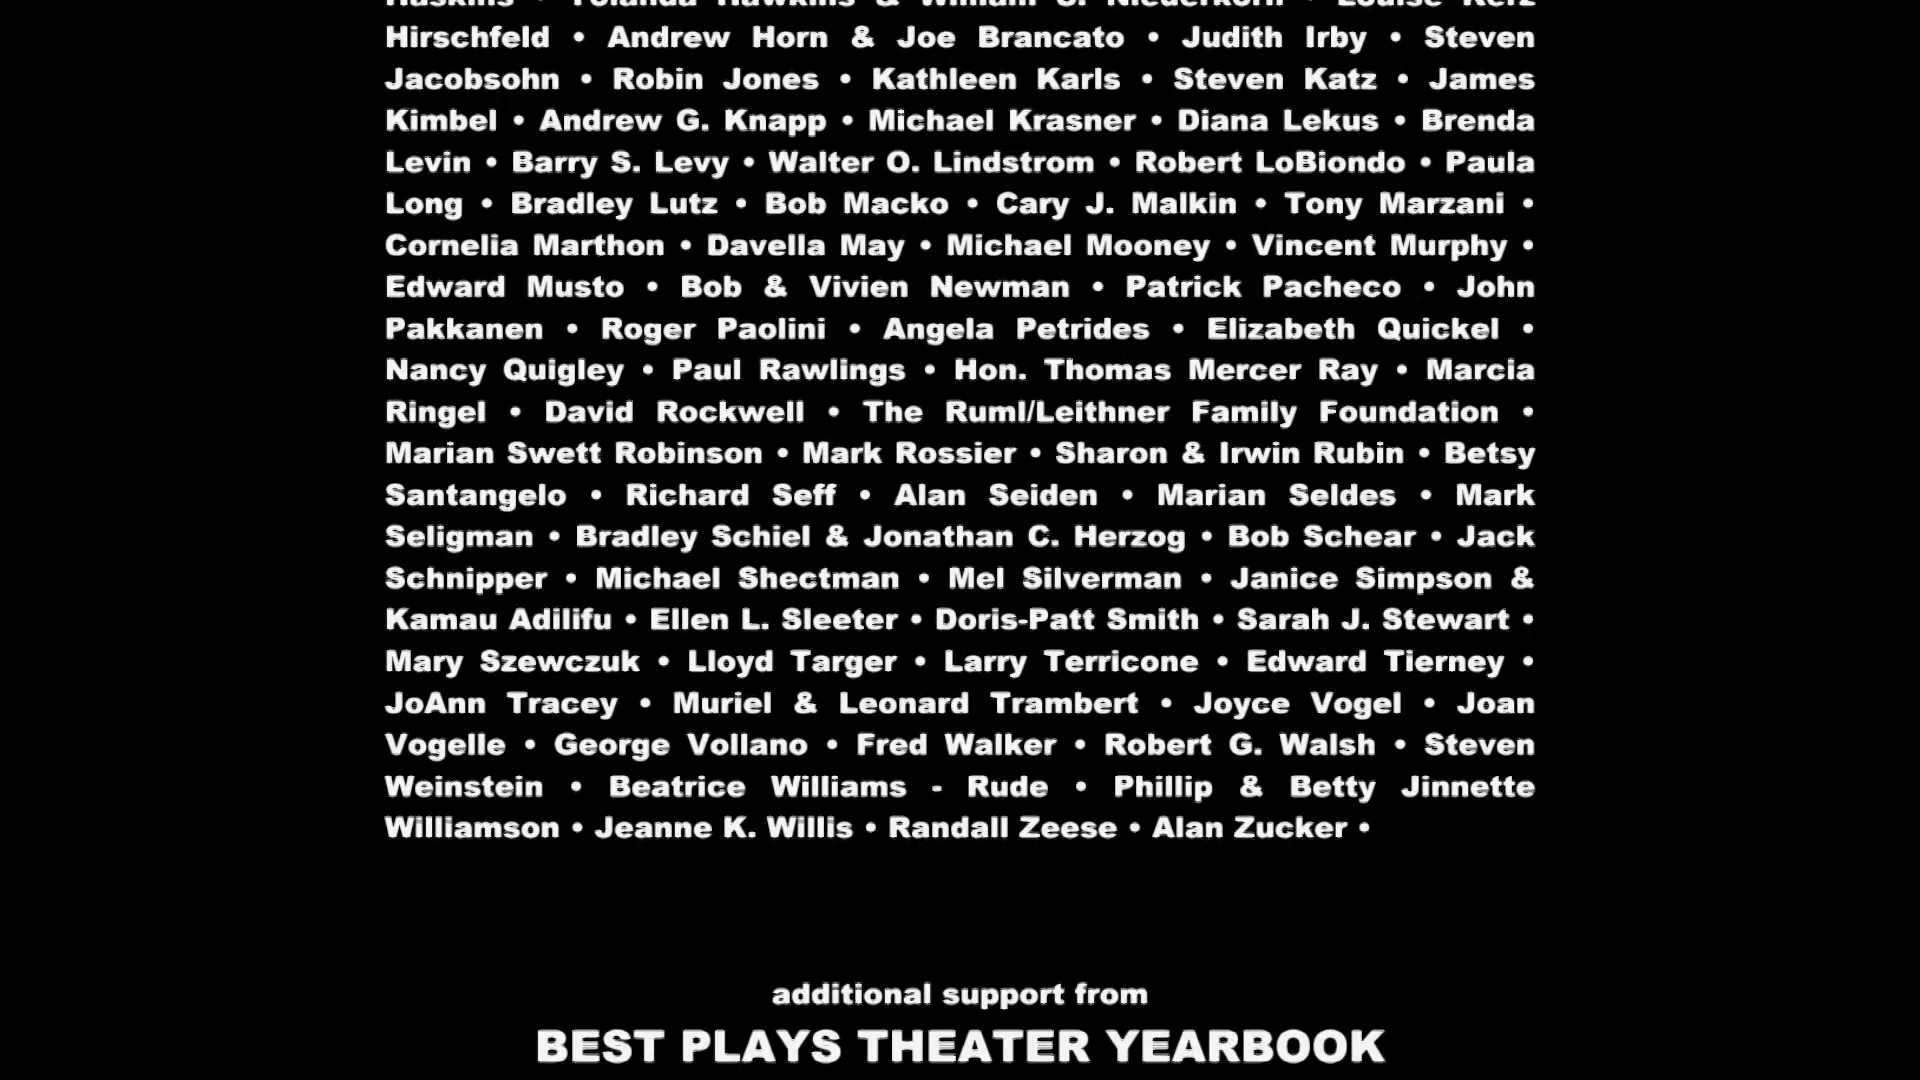 Huskins • Yolanda Hawkins & William S. Niederkorn • Louise Kerz
Hirschfeld • Andrew Horn & Joe Brancato • Judith Irby • Steven
Jacobsohn • Robin Jones • Kathleen Karls • Steven Katz • James
Kimbel • Andrew G. Knapp • Michael Krasner • Diana Lekus • Brenda
Levin • Barry S. Levy • Walter O. Lindstrom • Robert LoBiondo • Paula
Long • Bradley Lutz • Bob Macko • Cary J. Malkin • Tony Marzani •
Cornelia Marthon • Davella May • Michael Mooney • Vincent Murphy •
Edward Musto • Bob & Vivien Newman • Patrick Pacheco • John
Pakkanen • Roger Paolini • Angela Petrides • Elizabeth Quickel •
Nancy Quigley • Paul Rawlings • Hon. Thomas Mercer Ray • Marcia
Ringel • David Rockwell • The Ruml/Leithner Family Foundation •
Marian Swett Robinson • Mark Rossier • Sharon & Irwin Rubin • Betsy
Santangelo • Richard Seff • Alan Seiden • Marian Seldes • Mark
Seligman • Bradley Schiel & Jonathan C. Herzog • Bob Schear • Jack
Schnipper • Michael Shectman • Mel Silverman • Janice Simpson &
Kamau Adilifu • Ellen L. Sleeter • Doris-Patt Smith • Sarah J. Stewart •
Mary Szewczuk • Lloyd Targer • Larry Terricone • Edward Tierney •
JoAnn Tracey • Muriel & Leonard Trambert • Joyce Vogel • Joan
Vogelle • George Vollano • Fred Walker • Robert G. Walsh • Steven
Weinstein • Beatrice Williams - Rude • Phillip & Betty Jinnette
Williamson • Jeanne K. Willis • Randall Zeese • Alan Zucker •
additional support from
BEST PLAYS THEATER YEARBOOK